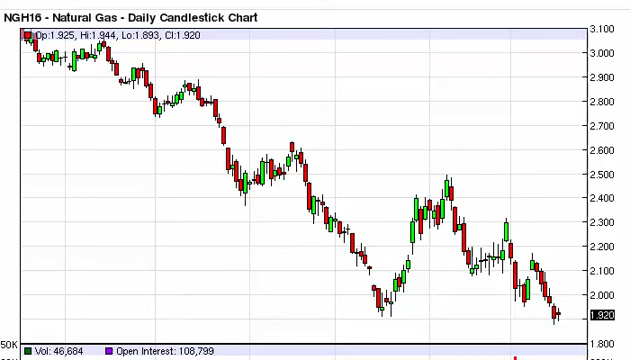 NGH16 - Natural Gas - Daily Candlestick Chart
Op:1.925, Hi:1.944, Lo:1.893, Cl:1.920
3.100
3.000
2.900
2.800
2.700
2.600
2.500
2.400
2.300
2.200
2.100
2.000
1.920
1.800
50K
Vol: 46,684
Open Interest: 108,799